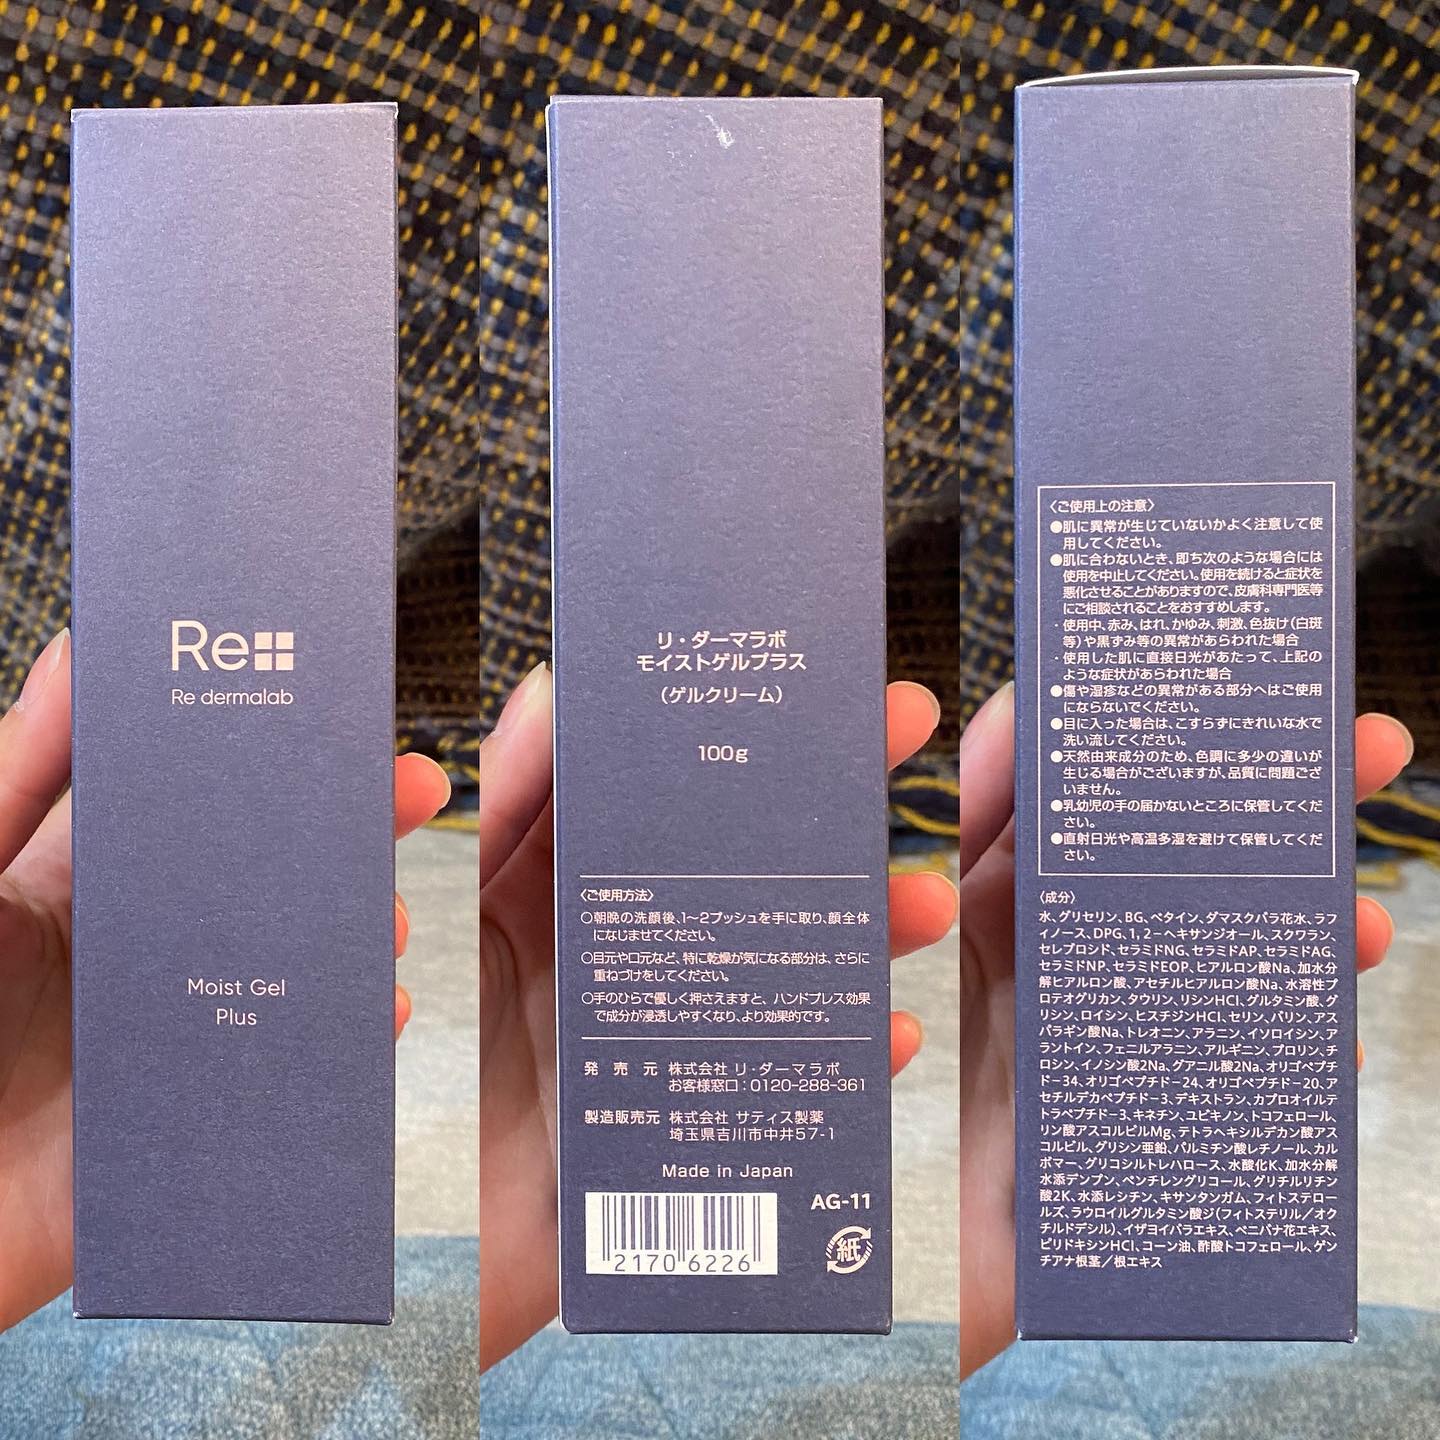 Re
Re dermalab
Moist Gel
Plus
リ・ダーマラボ
モイストゲルプラス
（ゲルクリーム）
100g
〈ご使用方法〉
○朝晩の洗顔後、1〜2プッシュを手に取り、顔全体
になじませてください。
○目元や口元など、特に乾燥が気になる部分は、さらに
重ねづけをしてください。
○手のひらで優しく押さえますと、ハンドプレス効果
で成分が浸透しやすくなり、より効果的です。
発売元 株式会社 リ・ダーマラボ
お客様窓口：0120-288-361
製造販売元 株式会社 サティス製薬
埼玉県吉川市中井57-1
Made in Japan
AG-11
紙
2170 6226
〈ご使用上の注意〉
●肌に異常が生じていないかよく注意して使
用してください。
●肌に合わないとき、即ち次のような場合には
使用を中止してください。使用を続けると症状を
悪化させることがありますので、皮膚科専門医等
にご相談されることをおすすめします。
・使用中、赤み、はれ、かゆみ、刺激、色抜け（白斑
等）や黒ずみ等の異常があらわれた場合
・使用した肌に直接日光があたって、上記の
ような症状があらわれた場合
●傷や湿疹などの異常がある部分へはご使用
にならないでください。
●目に入った場合は、こすらずにきれいな水で
洗い流してください。
●天然由来成分のため、色調に多少の違いが
生じる場合がございますが、品質に問題ござ
いません。
●乳幼児の手の届かないところに保管してくだ
さい。
●直射日光や高温多湿を避けて保管してくだ
さい。
〈成分〉
水、グリセリン、BG、ベタイン、ダマスクバラ花水、ラフ
ィノース、DPG、1，2−ヘキサンジオール、スクワラン、
セレブロシド、セラミドNG、セラミドAP、セラミドAG、
セラミドNP、セラミドEOP、ヒアルロン酸Na、加水分
解ヒアルロン酸、アセチルヒアルロン酸Na、水溶性プ
ロテオグリカン、タウリン、リシンHCl、グルタミン酸、グ
リシン、ロイシン、ヒスチジンHCl、セリン、バリン、アス
パラギン酸Na、トレオニン、アラニン、イソロイシン、ア
ラントイン、フェニルアラニン、アルギニン、プロリン、チ
ロシン、イノシン酸2Na、グアニル酸2Na、オリゴペプチ
ド−34、オリゴペプチド−24、オリゴペプチド−20、ア
セチルデカペプチド−3、デキストラン、カプロオイルテ
トラペプチド−3、キネチン、ユビキノン、トコフェロール、
リン酸アスコルビルMg、テトラヘキシルデカン酸アス
コルビル、グリシン亜鉛、パルミチン酸レチノール、カル
ボマー、グリコシルトレハロース、水酸化K、加水分解
水添デンプン、ペンチレングリコール、グリチルリチン
酸2K、水添レシチン、キサンタンガム、フィトステロー
ルズ、ラウロイルグルタミン酸ジ（フィトステリル／オク
チルドデシル）、イザヨイバラエキス、ベニバナ花エキス、
ピリドキシンHCl、コーン油、酢酸トコフェロール、ゲン
チアナ根茎／根エキス